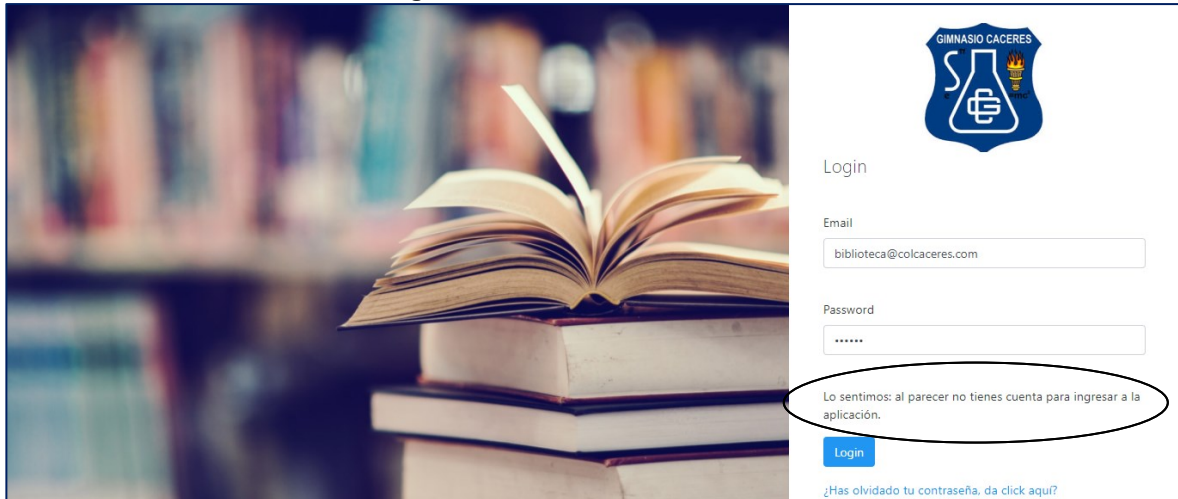 GIMNASIO CACERES
Login
Email
biblioteca@colcaceres.com
Password
••••••
Lo sentimos: al parecer no tienes cuenta para ingresar a la
aplicación.
Login
¿Has olvidado tu contraseña, da click aquí?